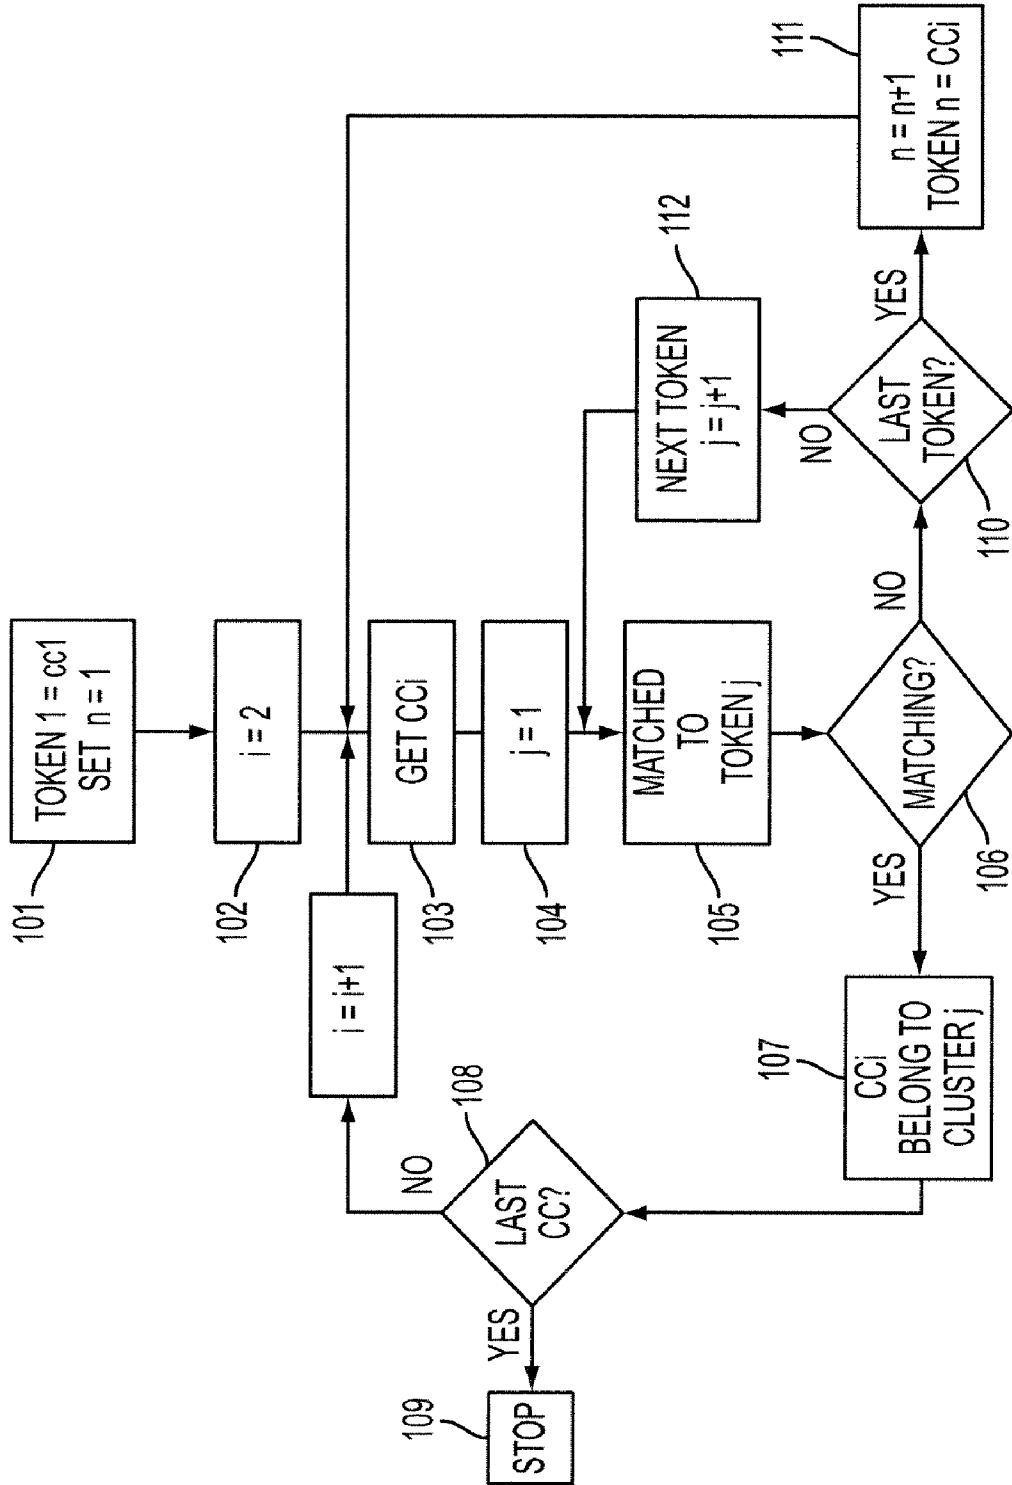 101
TOKEN 1 = cc1
SET n = 1
102
i = 2
i = i+1
103
GET CCi
104
j = 1
105
MATCHED
TO
TOKEN j
106
MATCHING?
YES
NO
107
CCi
BELONG TO
CLUSTER j
108
LAST
CC?
NO
YES
109
STOP
110
LAST
TOKEN?
NO
YES
112
NEXT TOKEN
j = j+1
111
n = n+1
TOKEN n = CCi